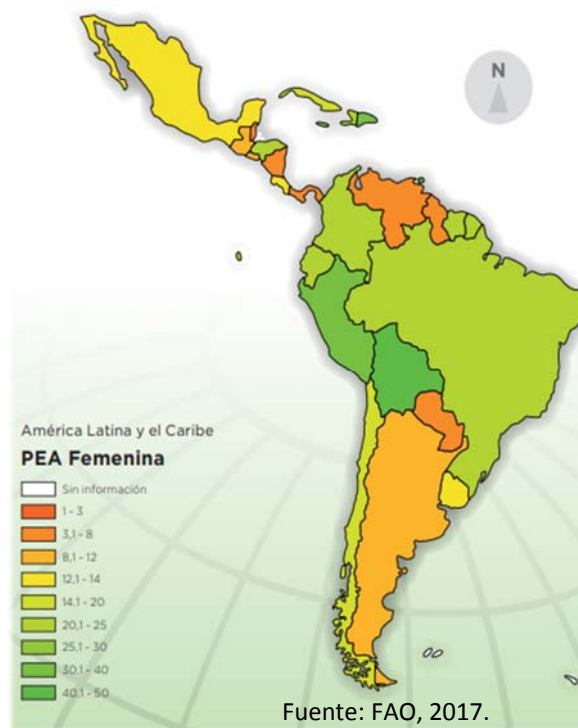 N
América Latina y el Caribe
PEA Femenina
Sin información
1 - 3
3,1 - 8
8,1 - 12
12,1 - 14
14,1 - 20
20,1 - 25
25,1 - 30
30,1 - 40
40,1 - 50
Fuente: FAO, 2017.